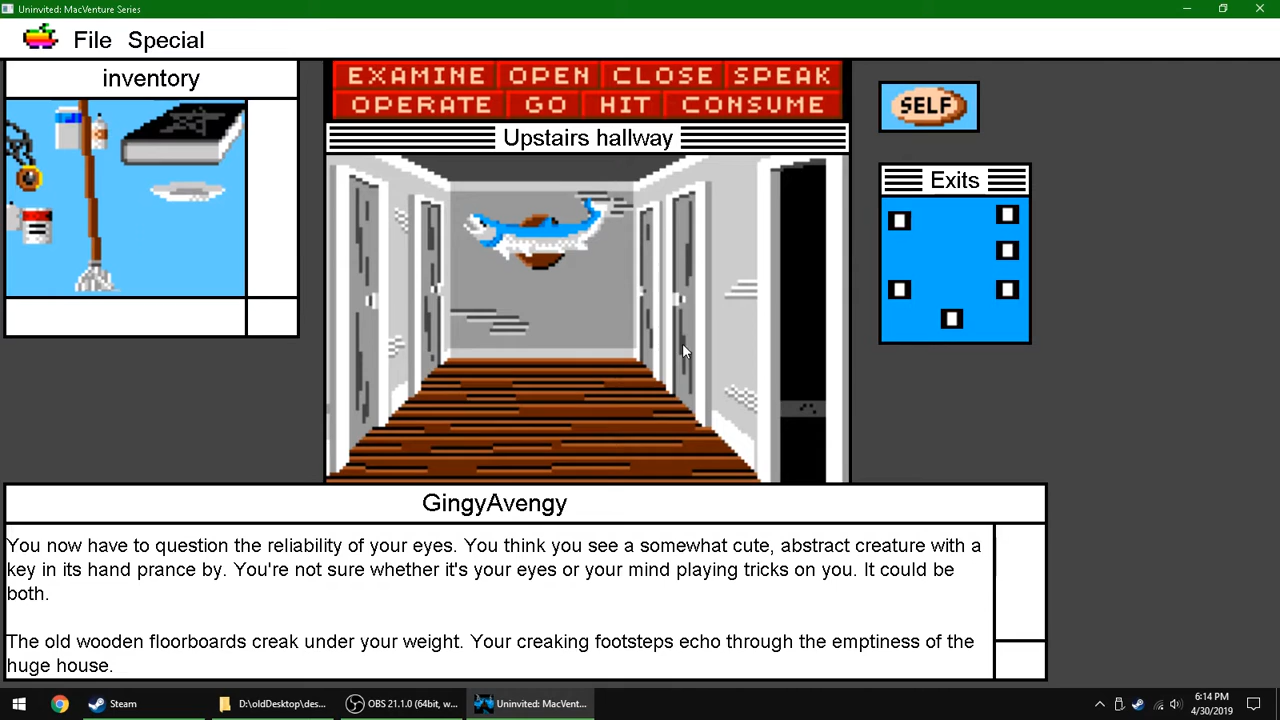 Uninvited: MacVenture Series
File Special
inventory
EXAMINE OPEN CLOSE SPEAK
OPERATE GO HIT CONSUME
Upstairs hallway
SELF
Exits
GingyAvengy
You now have to question the reliability of your eyes. You think you see a somewhat cute, abstract creature with a
key in its hand prance by. You're not sure whether it's your eyes or your mind playing tricks on you. It could be
both.
The old wooden floorboards creak under your weight. Your creaking footsteps echo through the emptiness of the
huge house.
Steam
D:\oldDesktop\des...
OBS 21.1.0 (64bit, w...
Uninvited: MacVent...
6:14 PM
4/30/2019